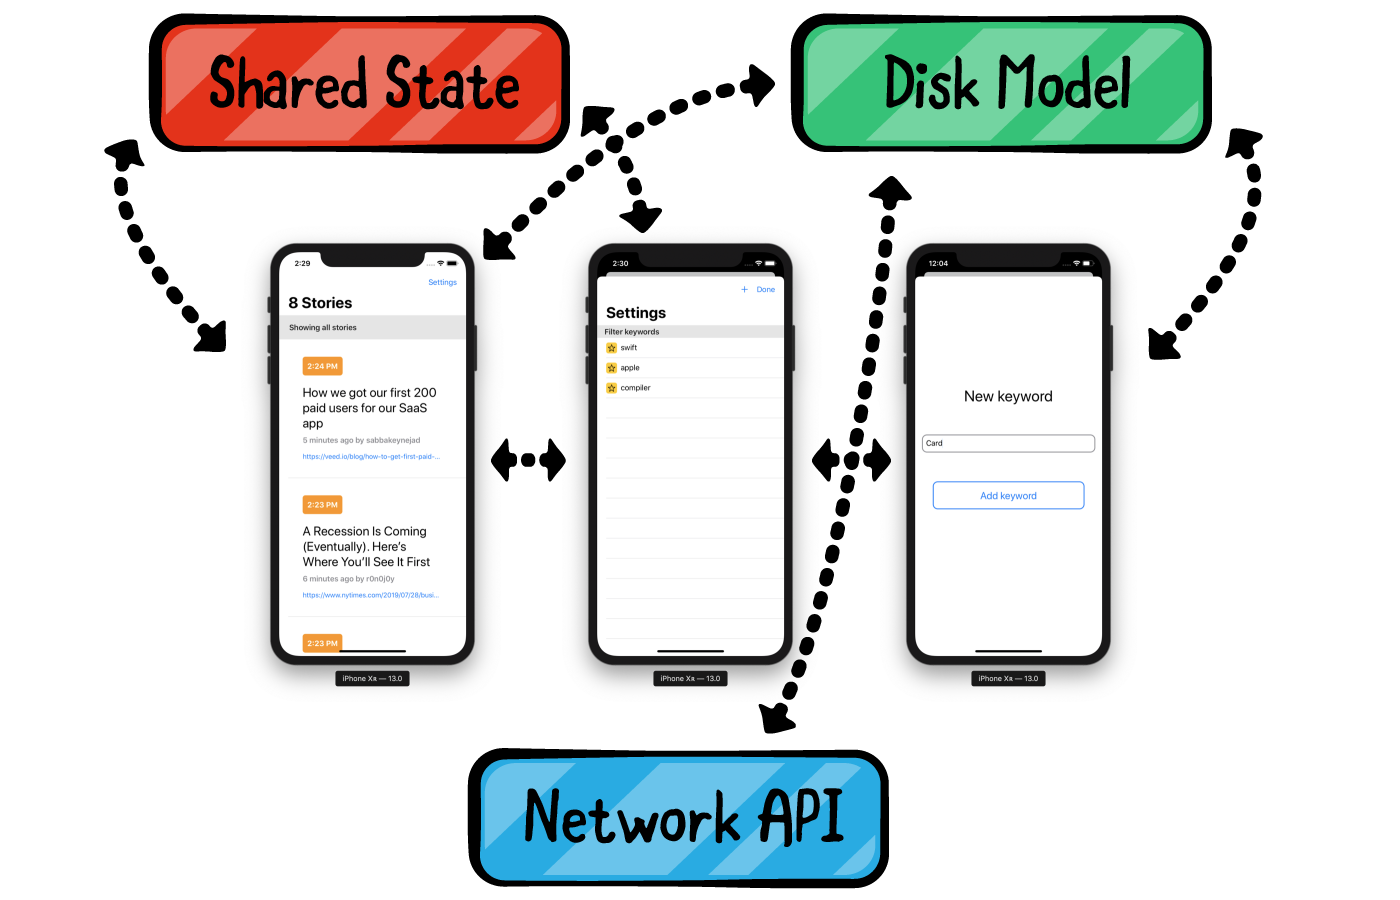 Shared State
Disk Model
2:29
Settings
8 Stories
Showing all stories
2:24 PM
How we got our first 200
paid users for our SaaS
app
5 minutes ago by sabbakeynejad
https://veed.io/blog/how-to-get-first-paid-...
2:23 PM
A Recession Is Coming
(Eventually). Here's
Where You'll See It First
6 minutes ago by r0n0j0y
https://www.nytimes.com/2019/07/28/busi...
2:23 PM
iPhone Xʀ — 13.0
2:30
+ Done
Settings
Filter keywords
swift
apple
compiler
iPhone Xʀ — 13.0
12:04
New keyword
Card
Add keyword
iPhone Xʀ — 13.0
Network API